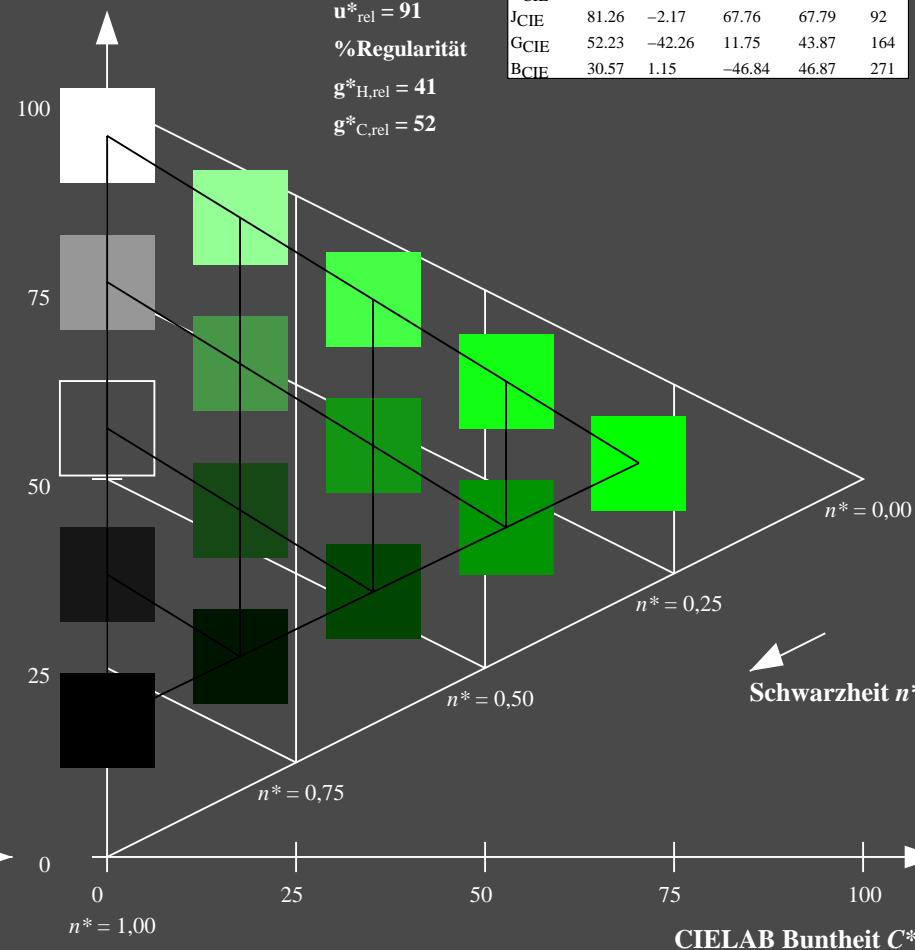 u*rel = 91
%Regularität
g*H,rel = 41
g*C,rel = 52
JCIE 81.26 −2.17 67.76 67.79 92
GCIE 52.23 −42.26 11.75 43.87 164
BCIE 30.57 1.15 −46.84 46.87 271
100
75
50
25
0
n* = 0,00
n* = 0,25
Schwarzheit n*
n* = 0,50
n* = 0,75
0 25 50 75 100
n* = 1,00
CIELAB Buntheit C*